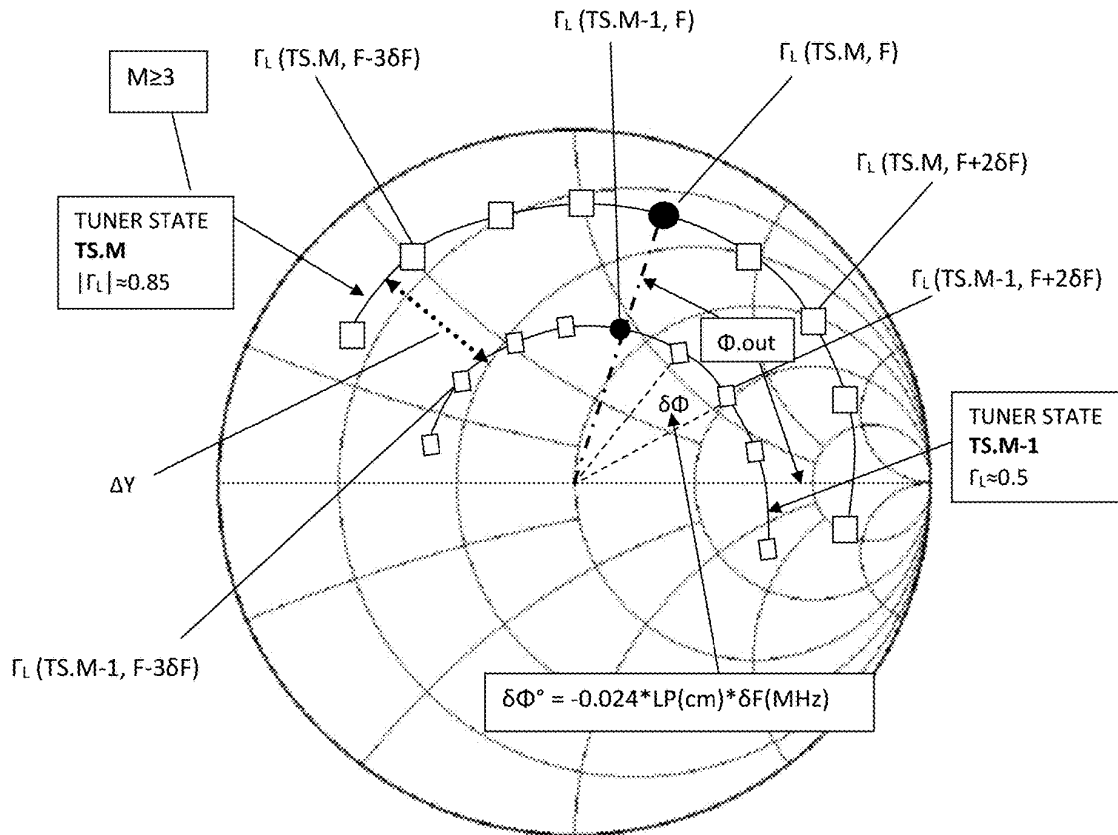 ΓL (TS.M-1, F)
ΓL (TS.M, F-3δF)
ΓL (TS.M, F)
M≥3
ΓL (TS.M, F+2δF)
TUNER STATE
TS.M
|ΓL| ≈0.85
ΓL (TS.M-1, F+2δF)
Φ.out
δΦ
TUNER STATE
TS.M-1
ΓL≈0.5
ΔY
ΓL (TS.M-1, F-3δF)
δΦ° = -0.024*LP(cm)*δF(MHz)